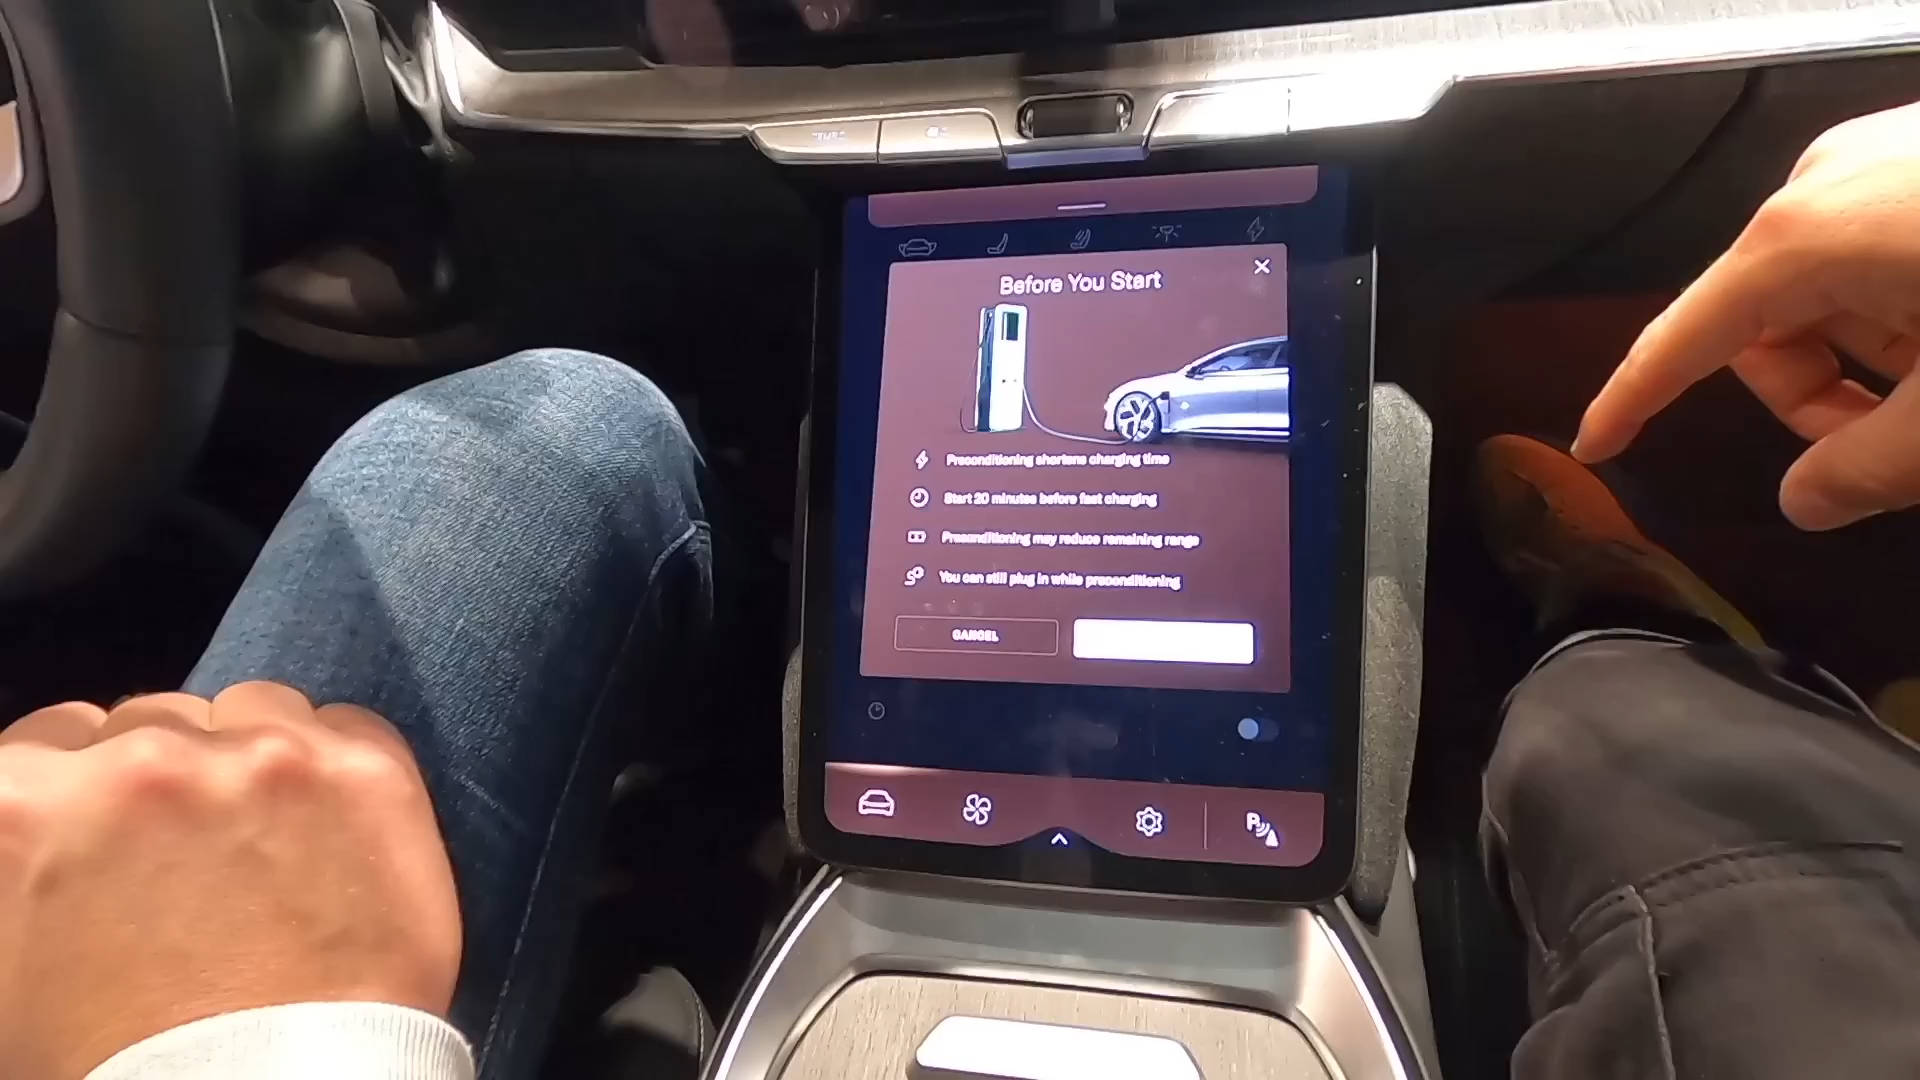 Before You Start
Preconditioning shortens charging time
Start 20 minutes before fast charging
Preconditioning may reduce remaining range
You can still plug in while preconditioning
CANCEL
P